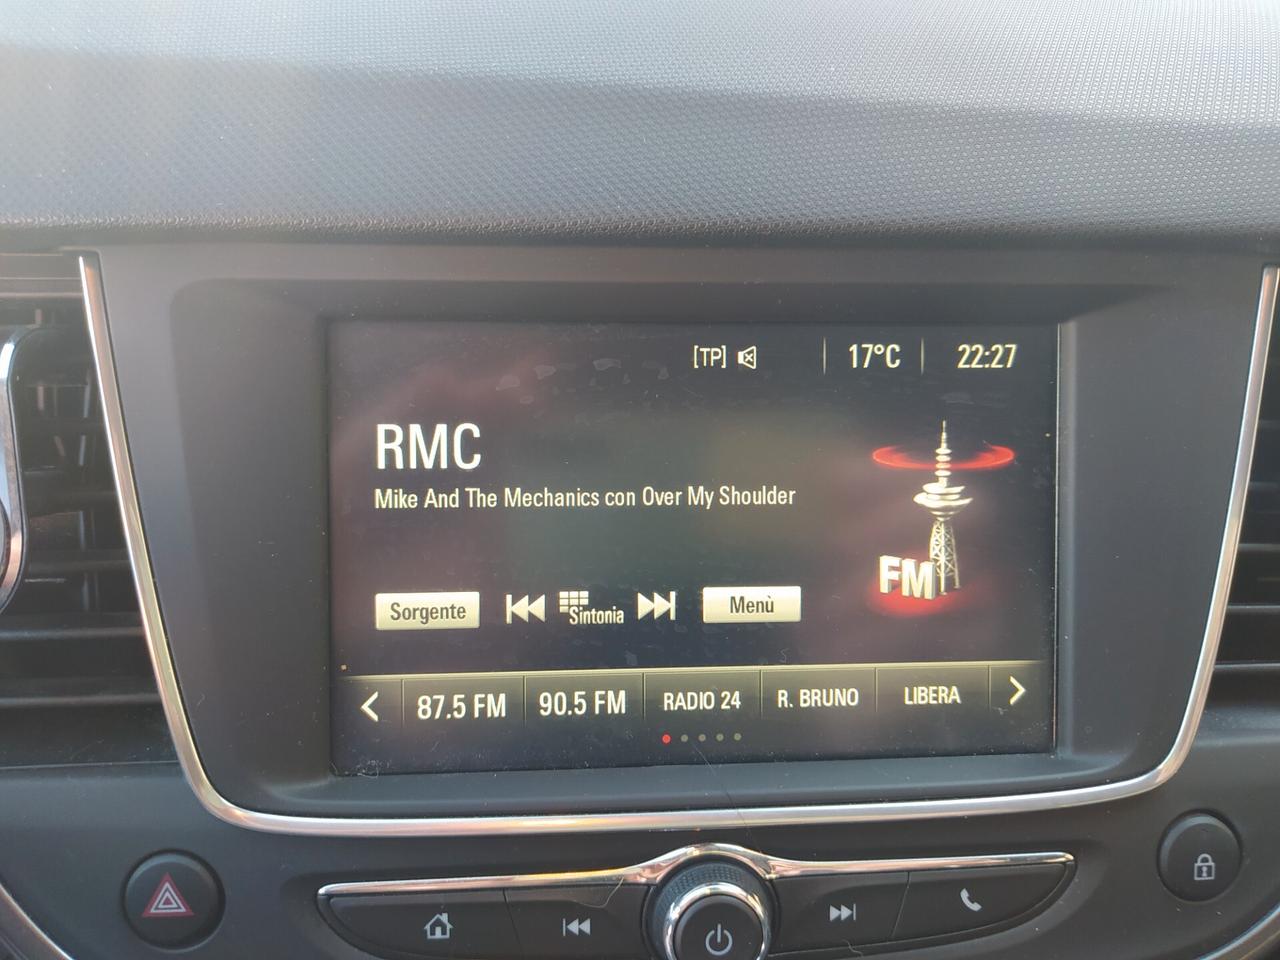 [TP] 17°C 22:27
RMC
Mike And The Mechanics con Over My Shoulder
FM
Sorgente Sintonia Menù
87.5 FM 90.5 FM RADIO 24 R. BRUNO LIBERA